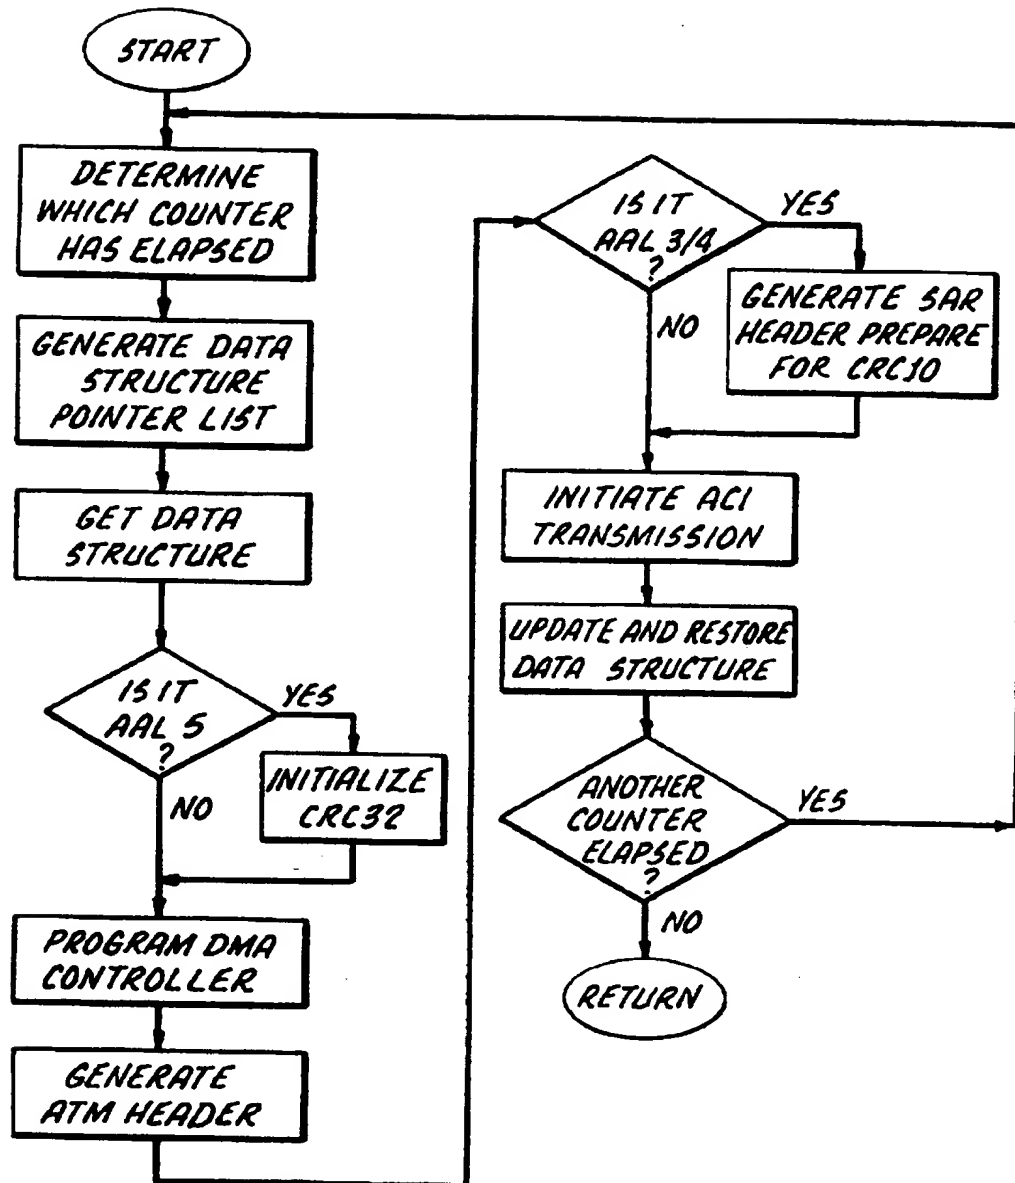 START
DETERMINE
WHICH COUNTER
HAS ELAPSED
GENERATE DATA
STRUCTURE
POINTER LIST
GET DATA
STRUCTURE
IS IT
AAL 5
?
YES
NO
INITIALIZE
CRC32
PROGRAM DMA
CONTROLLER
GENERATE
ATM HEADER
IS IT
AAL 3/4
?
YES
NO
GENERATE SAR
HEADER PREPARE
FOR CRC10
INITIATE ACI
TRANSMISSION
UPDATE AND RESTORE
DATA STRUCTURE
ANOTHER
COUNTER
ELAPSED
?
YES
NO
RETURN